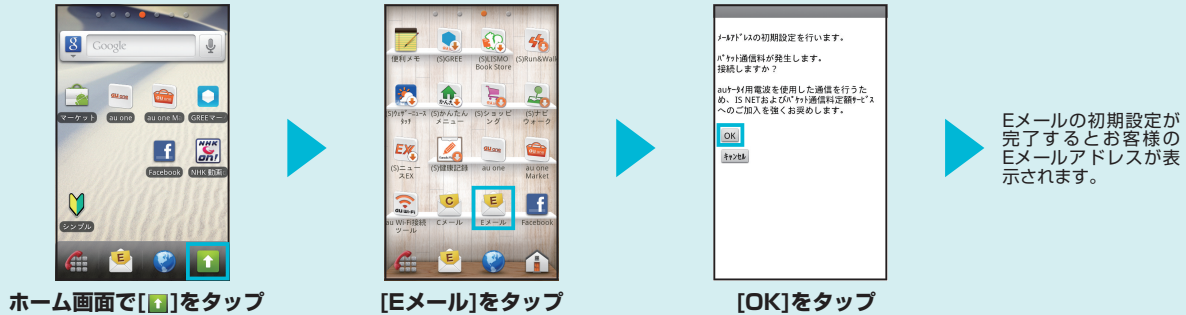 Google
マーケット
au one
au one Ma
GREEマー
Facebook
NHK 動画
シンプル
ホーム画面で[ ]をタップ
便利メモ
(S)GREE
(S)LISMO
Book Store
(S)Run&Walk
(S)ウェザーニュース
タッチ
(S)かんたん
メニュー
(S)ショッピ
ング
(S)ナビ
ウォーク
(S)ニュー
スEX
(S)健康記録
au one
au one
Market
au Wi-Fi接続
ツール
Cメール
Eメール
Facebook
[Eメール]をタップ
メールアドレスの初期設定を行います。
パケット通信料が発生します。
接続しますか？
auケータイ用電波を使用した通信を行うた
め、IS NETおよびパケット通信料定額サービス
へのご加入を強くお奨めします。
OK
キャンセル
[OK]をタップ
Eメールの初期設定が
完了するとお客様の
Eメールアドレスが表
示されます。